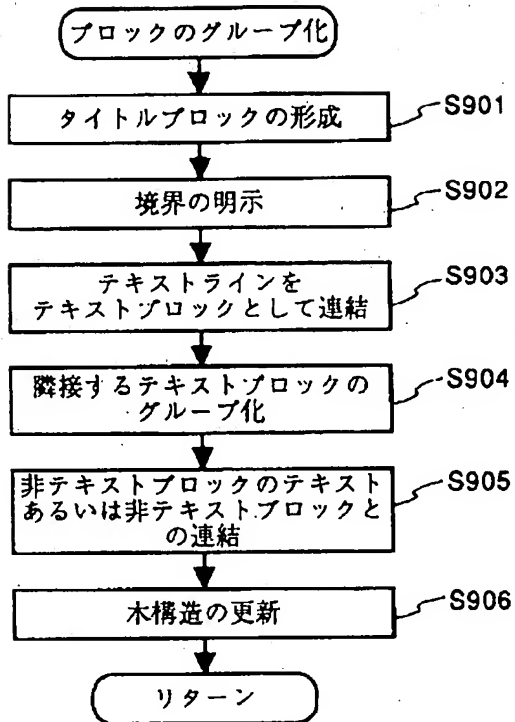 ブロックのグループ化
タイトルブロックの形成
S901
境界の明示
S902
テキストラインを
テキストブロックとして連結
S903
隣接するテキストブロックの
グループ化
S904
非テキストブロックのテキスト
あるいは非テキストブロックと
の連結
S905
木構造の更新
S906
リターン